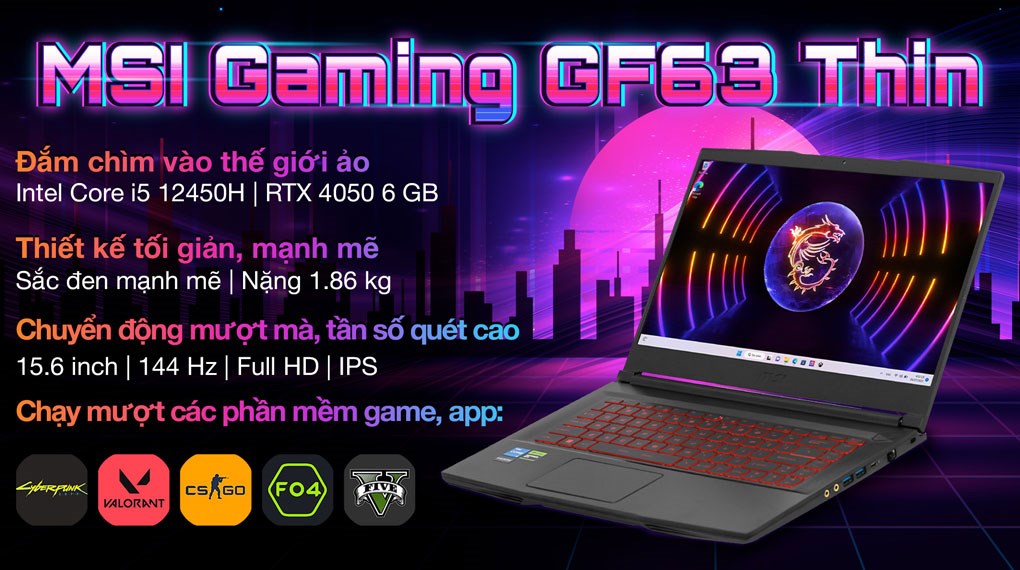 MSI Gaming GF63 Thin
Đắm chìm vào thế giới ảo
Intel Core i5 12450H | RTX 4050 6 GB
Thiết kế tối giản, mạnh mẽ
Sắc đen mạnh mẽ | Nặng 1.86 kg
Chuyển động mượt mà, tần số quét cao
15.6 inch | 144 Hz | Full HD | IPS
Chạy mượt các phần mềm game, app:
Cyberpunk
VALORANT
CS GO
FO4
V
FIVE